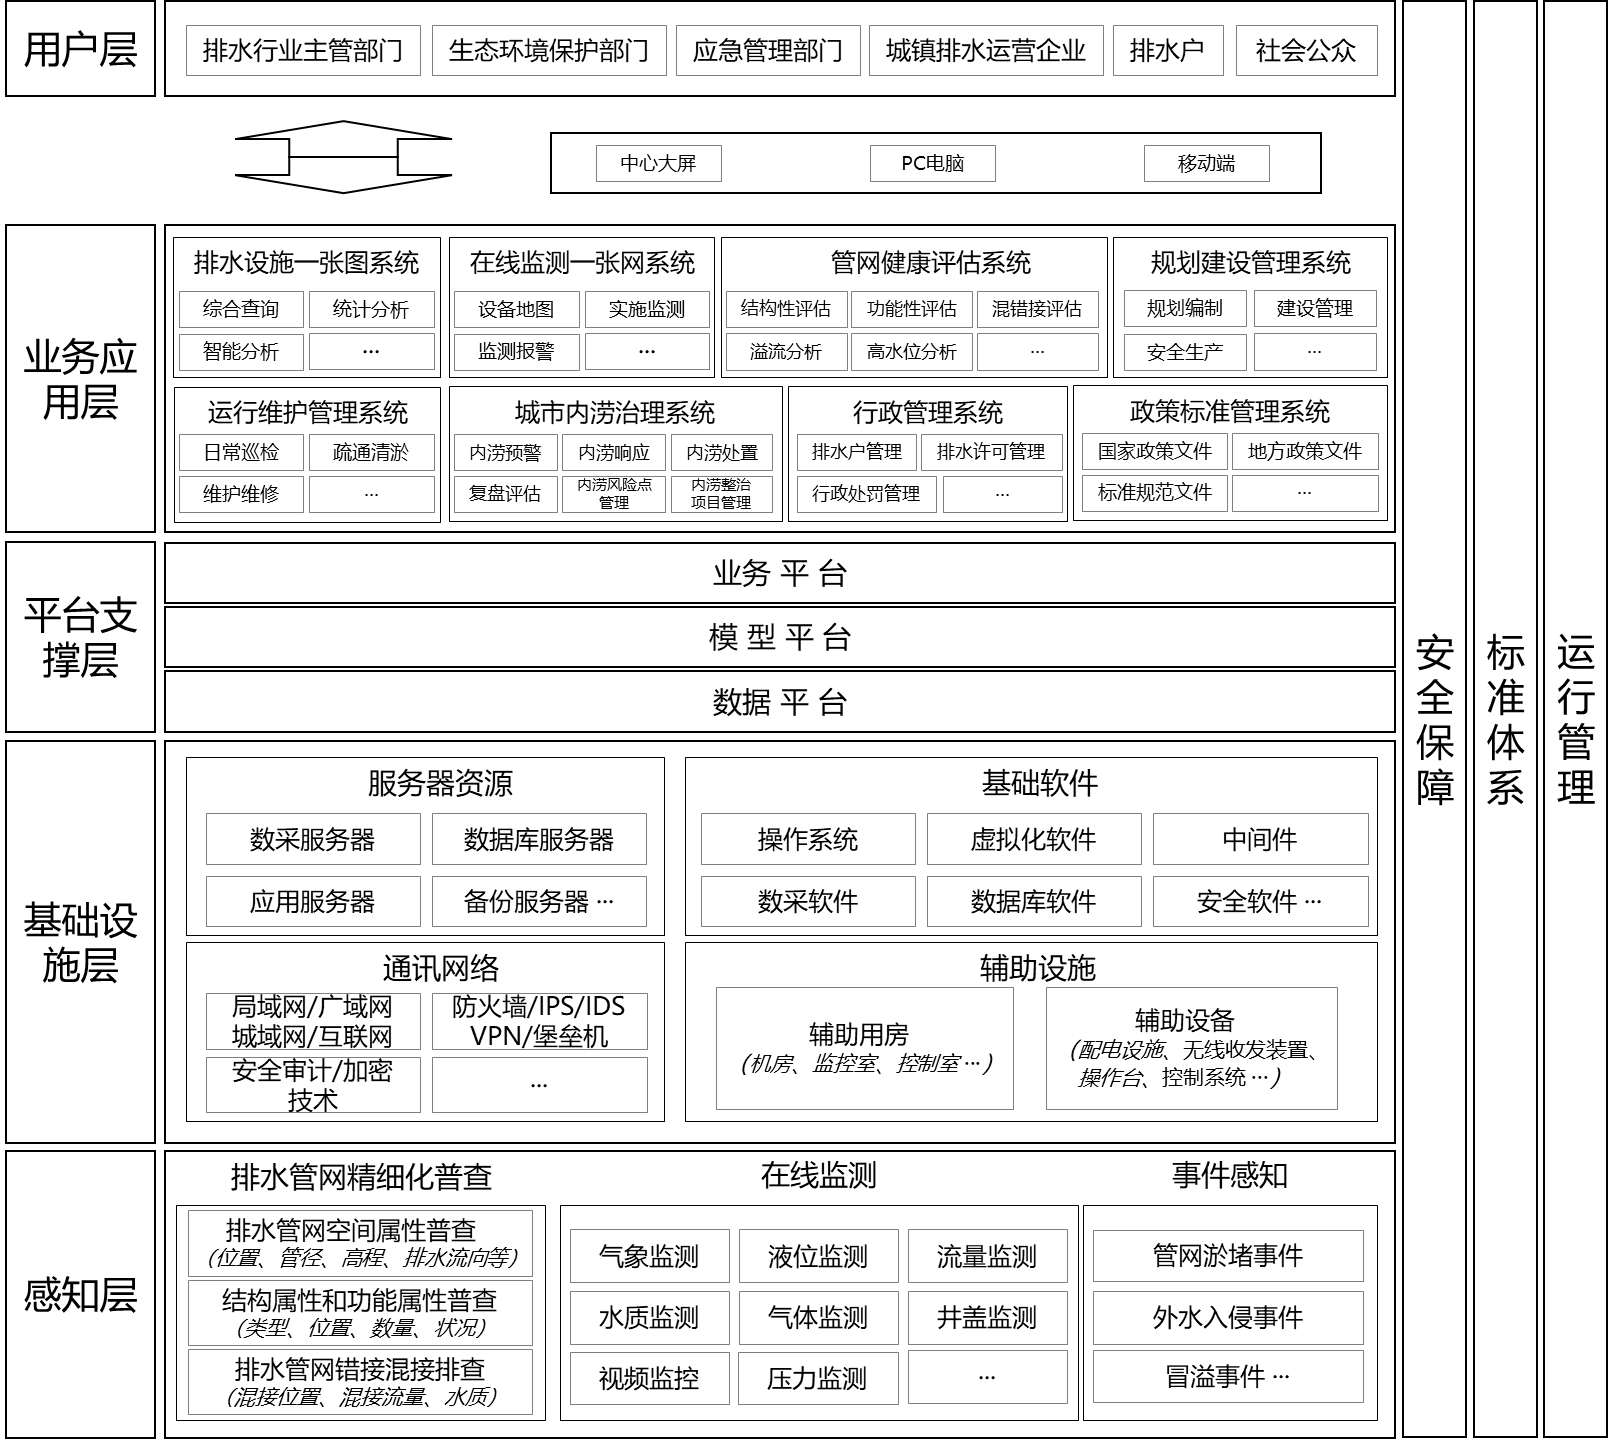 用户层
排水行业主管部门
生态环境保护部门
应急管理部门
城镇排水运营企业
排水户
社会公众
中心大屏
PC电脑
移动端
业务应
用层
排水设施一张图系统
综合查询
统计分析
智能分析
...
在线监测一张网系统
设备地图
实施监测
监测报警
...
管网健康评估系统
结构性评估
功能性评估
混错接评估
溢流分析
高水位分析
...
规划建设管理系统
规划编制
建设管理
安全生产
...
运行维护管理系统
日常巡检
疏通清淤
维护维修
...
城市内涝治理系统
内涝预警
内涝响应
内涝处置
复盘评估
内涝风险点
管理
内涝整治
项目管理
行政管理系统
排水户管理
排水许可管理
行政处罚管理
...
政策标准管理系统
国家政策文件
地方政策文件
标准规范文件
...
平台支
撑层
业务 平 台
模 型 平 台
数据 平 台
基础设
施层
服务器资源
数采服务器
数据库服务器
应用服务器
备份服务器 ...
基础软件
操作系统
虚拟化软件
中间件
数采软件
数据库软件
安全软件 ...
通讯网络
局域网/广域网
城域网/互联网
防火墙/IPS/IDS
VPN/堡垒机
安全审计/加密
技术
...
辅助设施
辅助用房
（机房、监控室、控制室 ...）
辅助设备
（配电设施、无线收发装置、
操作台、控制系统 ...）
感知层
排水管网精细化普查
排水管网空间属性普查
（位置、管径、高程、排水流向等）
结构属性和功能属性普查
（类型、位置、数量、状况）
排水管网错接混接排查
（混接位置、混接流量、水质）
在线监测
气象监测
液位监测
流量监测
水质监测
气体监测
井盖监测
视频监控
压力监测
...
事件感知
管网淤堵事件
外水入侵事件
冒溢事件 ...
安全保障
标准体系
运行管理